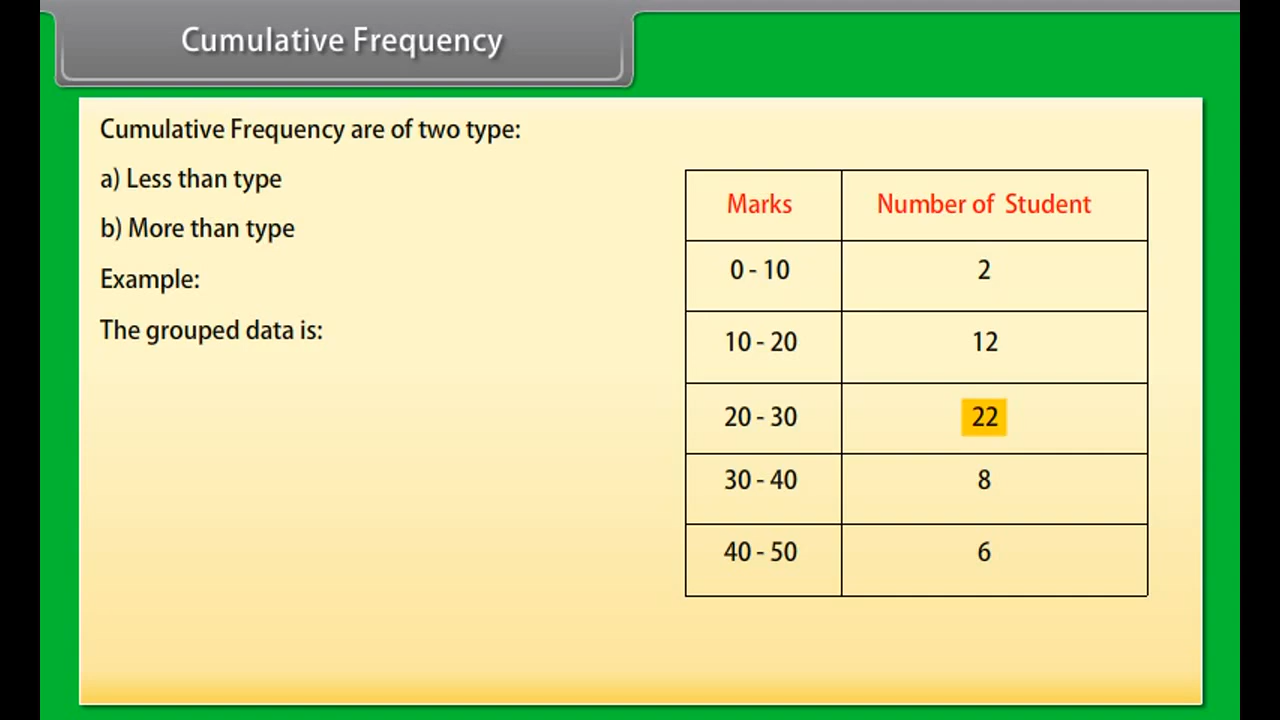 Cumulative Frequency
Cumulative Frequency are of two type:
a) Less than type
b) More than type
Example:
The grouped data is:
Marks Number of Student
0 - 10 2
10 - 20 12
20 - 30 22
30 - 40 8
40 - 50 6